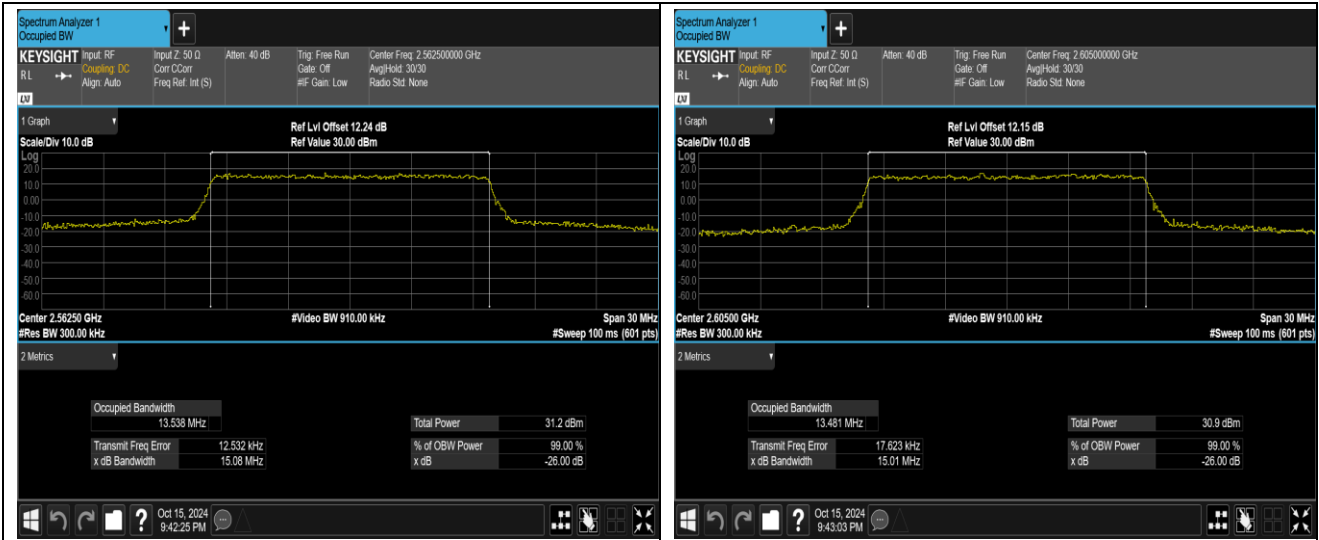 Spectrum Analyzer 1
Occupied BW
+
KEYSIGHT Input: RF Input Z: 50 Ω Atten: 40 dB Trig: Free Run Center Freq: 2.562500000 GHz
RL Coupling: DC Corr CCorr Gate: Off Avg|Hold: 30/30
Align: Auto Freq Ref: Int (S) #IF Gain: Low Radio Std: None
LXI
1 Graph
Ref Lvl Offset 12.24 dB
Scale/Div 10.0 dB Ref Value 30.00 dBm
Log
20.0
10.0
0.00
-10.0
-20.0
-30.0
-40.0
-50.0
-60.0
Center 2.56250 GHz #Video BW 910.00 kHz Span 30 MHz
#Res BW 300.00 kHz #Sweep 100 ms (601 pts)
2 Metrics
Occupied Bandwidth
13.538 MHz Total Power 31.2 dBm
Transmit Freq Error 12.532 kHz % of OBW Power 99.00 %
x dB Bandwidth 15.08 MHz x dB -26.00 dB
? Oct 15, 2024
9:42:25 PM
Spectrum Analyzer 1
Occupied BW
+
KEYSIGHT Input: RF Input Z: 50 Ω Atten: 40 dB Trig: Free Run Center Freq: 2.605000000 GHz
RL Coupling: DC Corr CCorr Gate: Off Avg|Hold: 30/30
Align: Auto Freq Ref: Int (S) #IF Gain: Low Radio Std: None
LXI
1 Graph
Ref Lvl Offset 12.15 dB
Scale/Div 10.0 dB Ref Value 30.00 dBm
Log
20.0
10.0
0.00
-10.0
-20.0
-30.0
-40.0
-50.0
-60.0
Center 2.60500 GHz #Video BW 910.00 kHz Span 30 MHz
#Res BW 300.00 kHz #Sweep 100 ms (601 pts)
2 Metrics
Occupied Bandwidth
13.481 MHz Total Power 30.9 dBm
Transmit Freq Error 17.623 kHz % of OBW Power 99.00 %
x dB Bandwidth 15.01 MHz x dB -26.00 dB
? Oct 15, 2024
9:43:03 PM